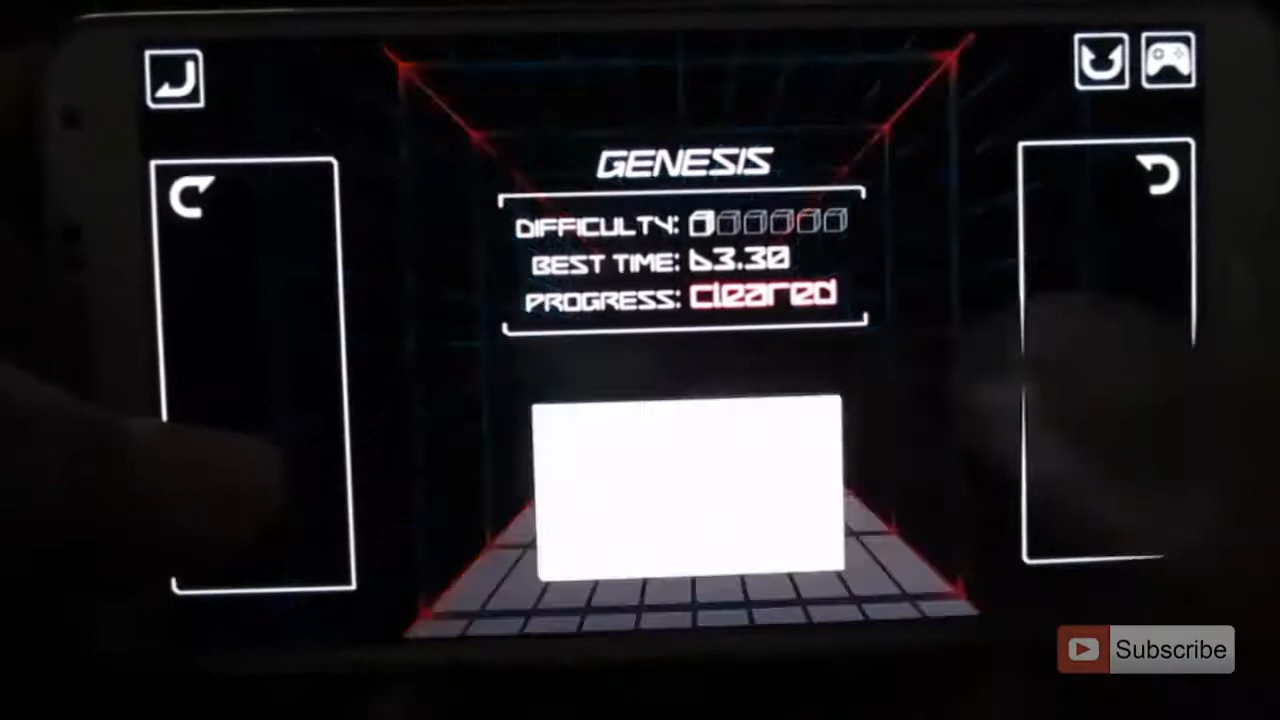 GENESIS
DIFFICULTY:
BEST TIME: 63.30
PROGRESS: cleared
Subscribe